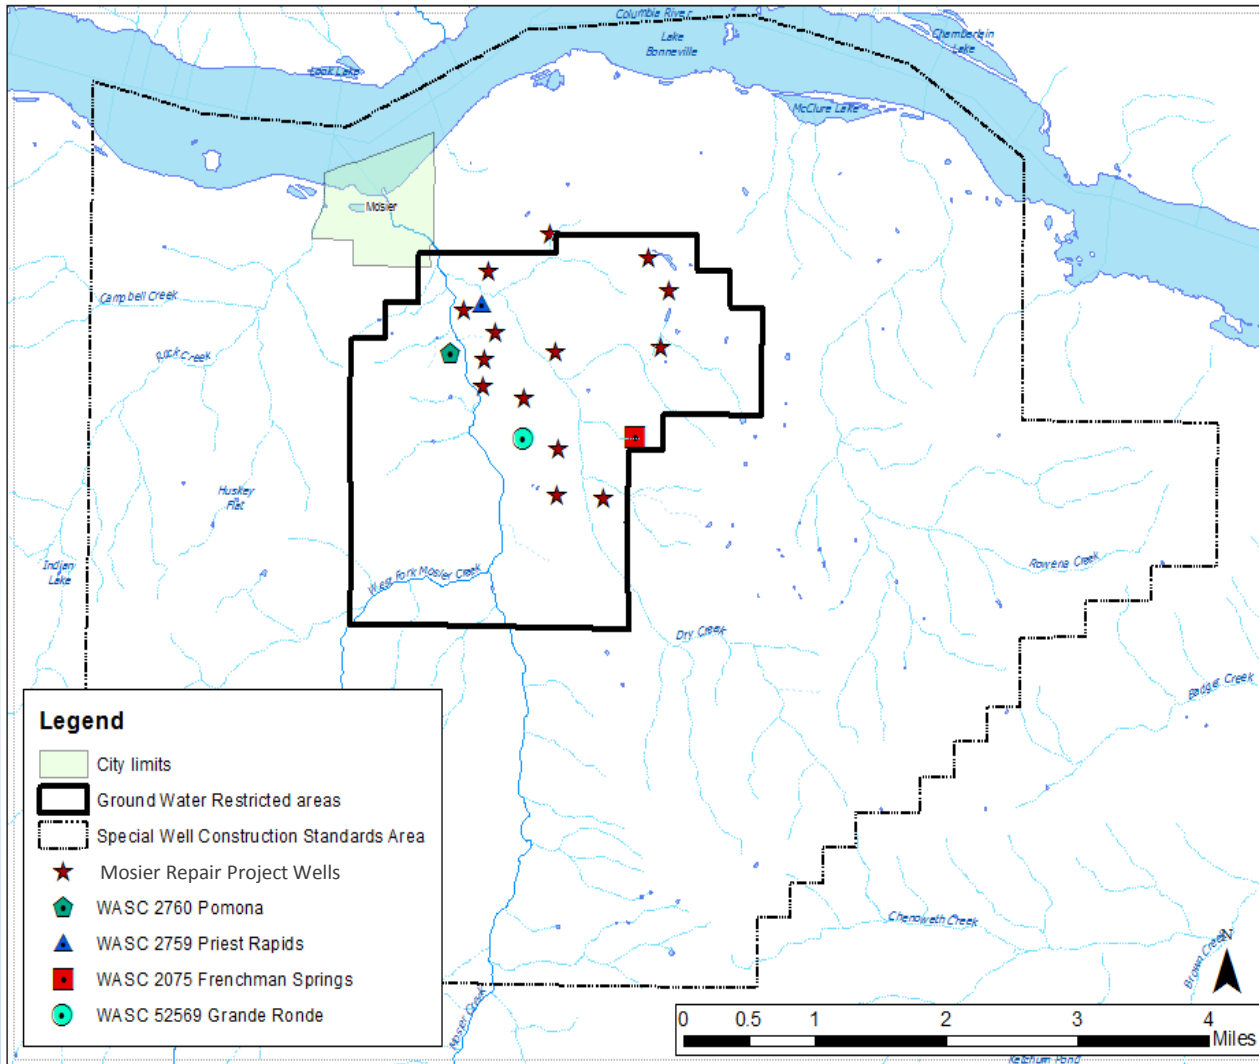 Columbia River
Lake
Bonneville
Chamberlain
Lake
Look Lake
McClure Lake
Mosier
Campbell Creek
Rock Creek
Huskey
Flat
Indian
Lake
West Fork Mosier Creek
Rowena Creek
Dry Creek
Badger Creek
Legend
City limits
Ground Water Restricted areas
Special Well Construction Standards Area
Mosier Repair Project Wells
WASC 2760 Pomona
WASC 2759 Priest Rapids
WASC 2075 Frenchman Springs
WASC 52569 Grande Ronde
Chenoweth Creek
Brown Creek
Mosier Creek
N
0 0.5 1 2 3 4
Miles
Ketchum Pond